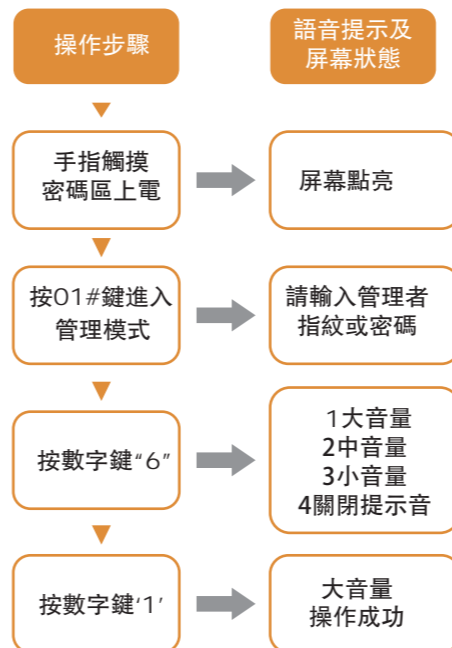 操作步驟
語音提示及
屏幕狀態
手指觸摸
密碼區上電
屏幕點亮
按01#鍵進入
管理模式
請輸入管理者
指紋或密碼
按數字鍵“6”
1大音量
2中音量
3小音量
4關閉提示音
按數字鍵‘1’
大音量
操作成功